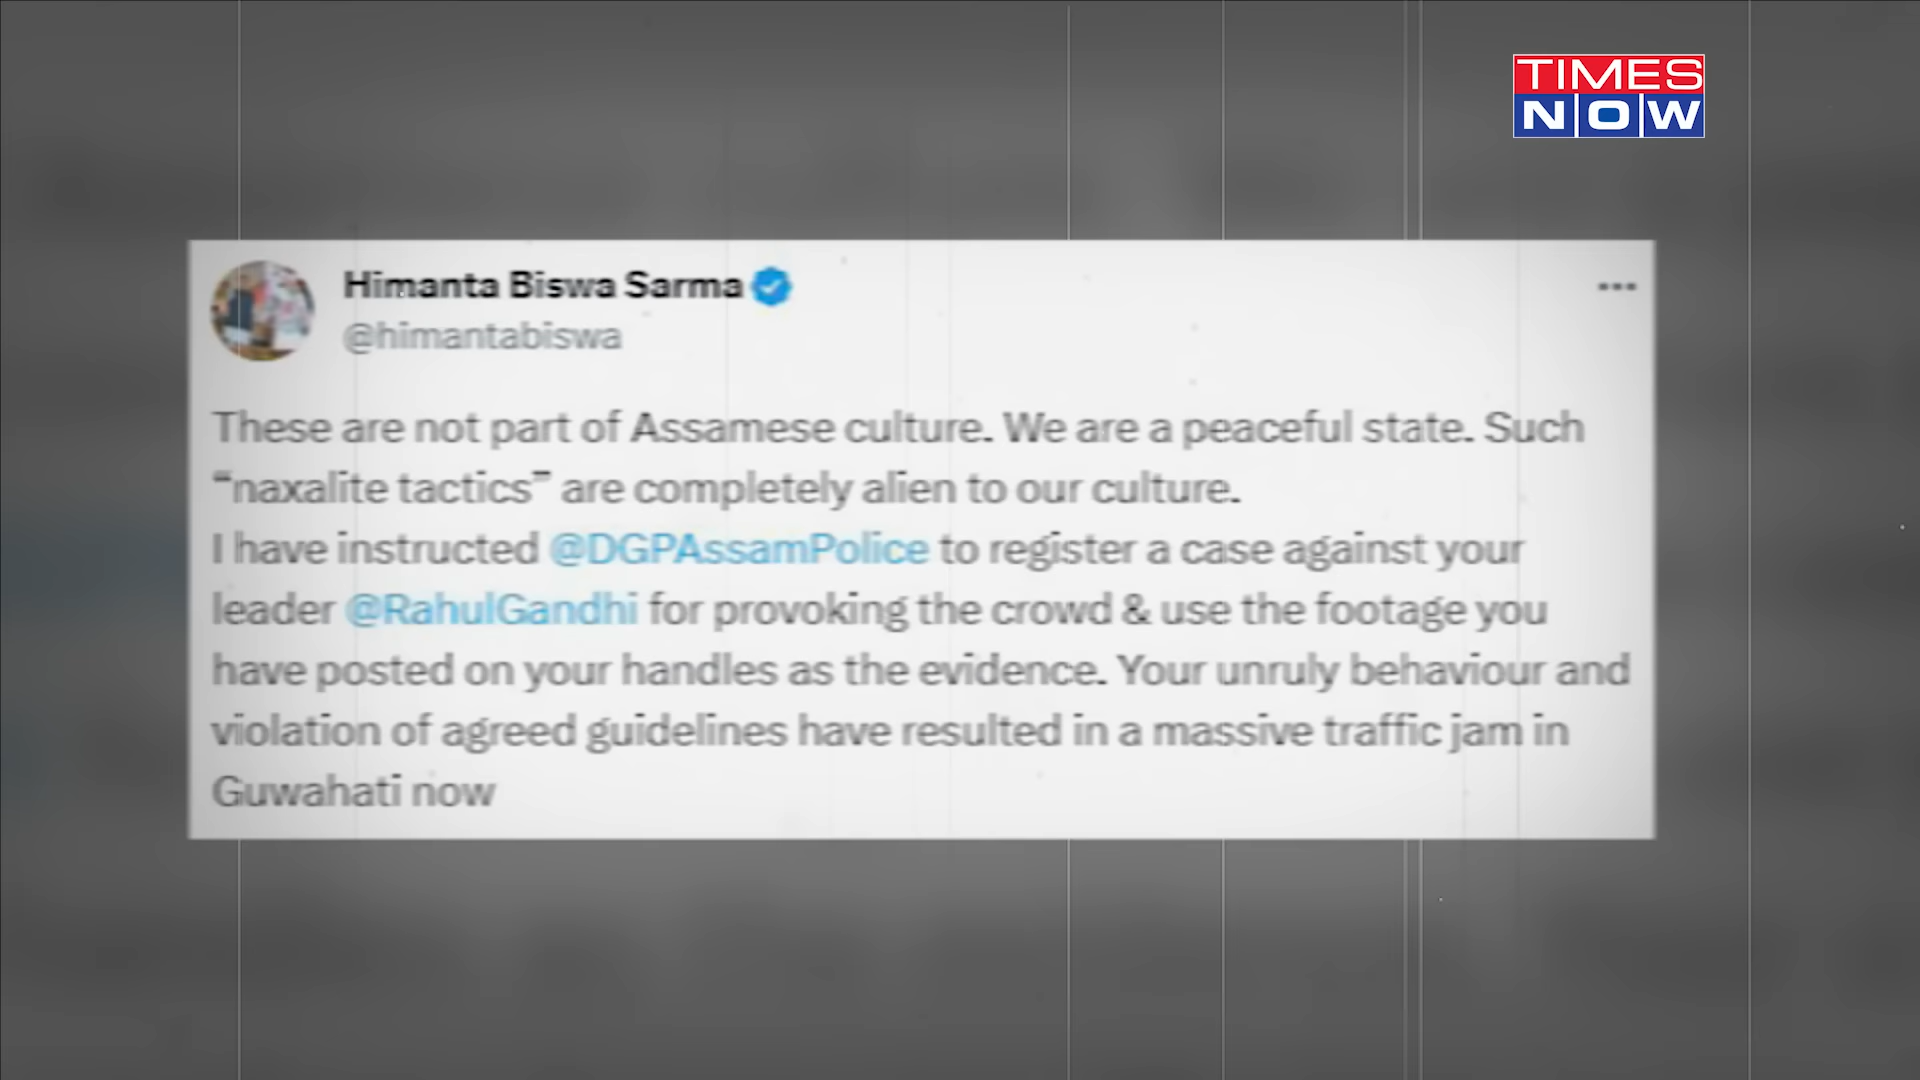 TIMES
NOW
Himanta Biswa Sarma
@himantabiswa
These are not part of Assamese culture. We are a peaceful state. Such
“naxalite tactics” are completely alien to our culture.
I have instructed @DGPAssamPolice to register a case against your
leader @RahulGandhi for provoking the crowd & use the footage you
have posted on your handles as the evidence. Your unruly behaviour and
violation of agreed guidelines have resulted in a massive traffic jam in
Guwahati now